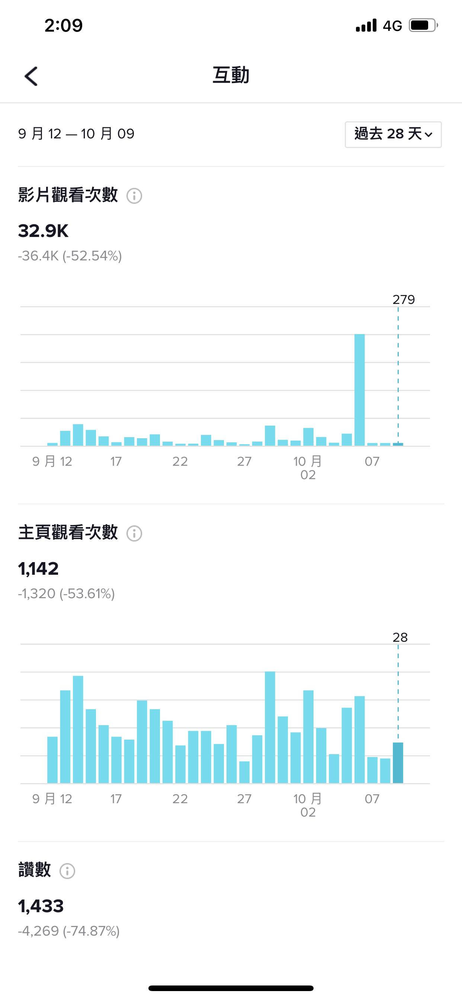 2:09
4G
互動
9 月 12 — 10 月 09
過去 28 天
影片觀看次數
32.9K
-36.4K (-52.54%)
279
9 月 12 17 22 27 10 月 07
02
主頁觀看次數
1,142
-1,320 (-53.61%)
28
9 月 12 17 22 27 10 月 07
02
讚數
1,433
-4,269 (-74.87%)